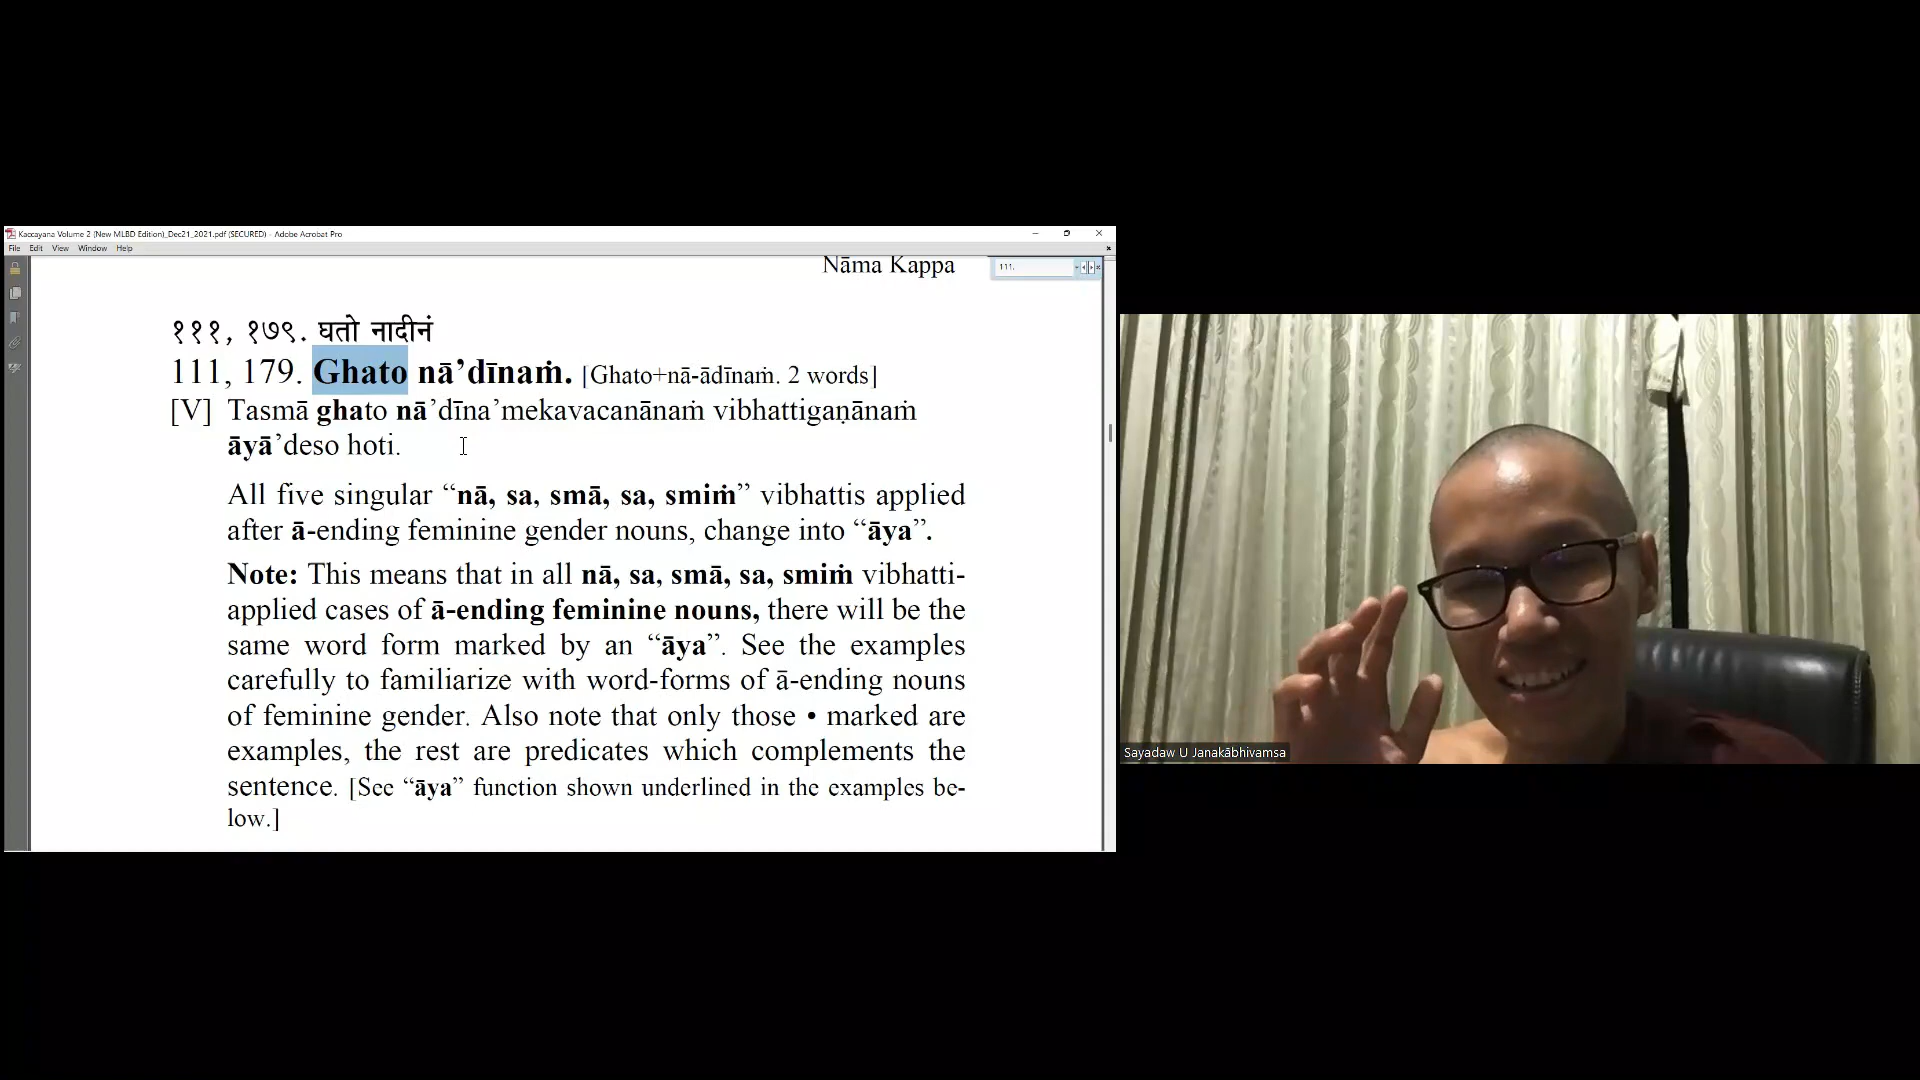 Kaccayana Volume 2 (New MLBD Edition)_Dec21_2021.pdf (SECURED) - Adobe Acrobat Pro
File Edit View Window Help
Nāma Kappa
111.
१११, १७९. घतो नादीनं
111, 179. Ghato nā’dīnaṁ. [Ghato+nā-ādīnaṁ. 2 words]
[V] Tasmā ghato nā’dīna’mekavacanānaṁ vibhattigaṇānaṁ
āyā’deso hoti.
All five singular “nā, sa, smā, sa, smiṁ” vibhattis applied
after ā-ending feminine gender nouns, change into “āya”.
Note: This means that in all nā, sa, smā, sa, smiṁ vibhatti-
applied cases of ā-ending feminine nouns, there will be the
same word form marked by an “āya”. See the examples
carefully to familiarize with word-forms of ā-ending nouns
of feminine gender. Also note that only those • marked are
examples, the rest are predicates which complements the
sentence. [See “āya” function shown underlined in the examples be-
low.]
Sayadaw U Janakābhivamsa